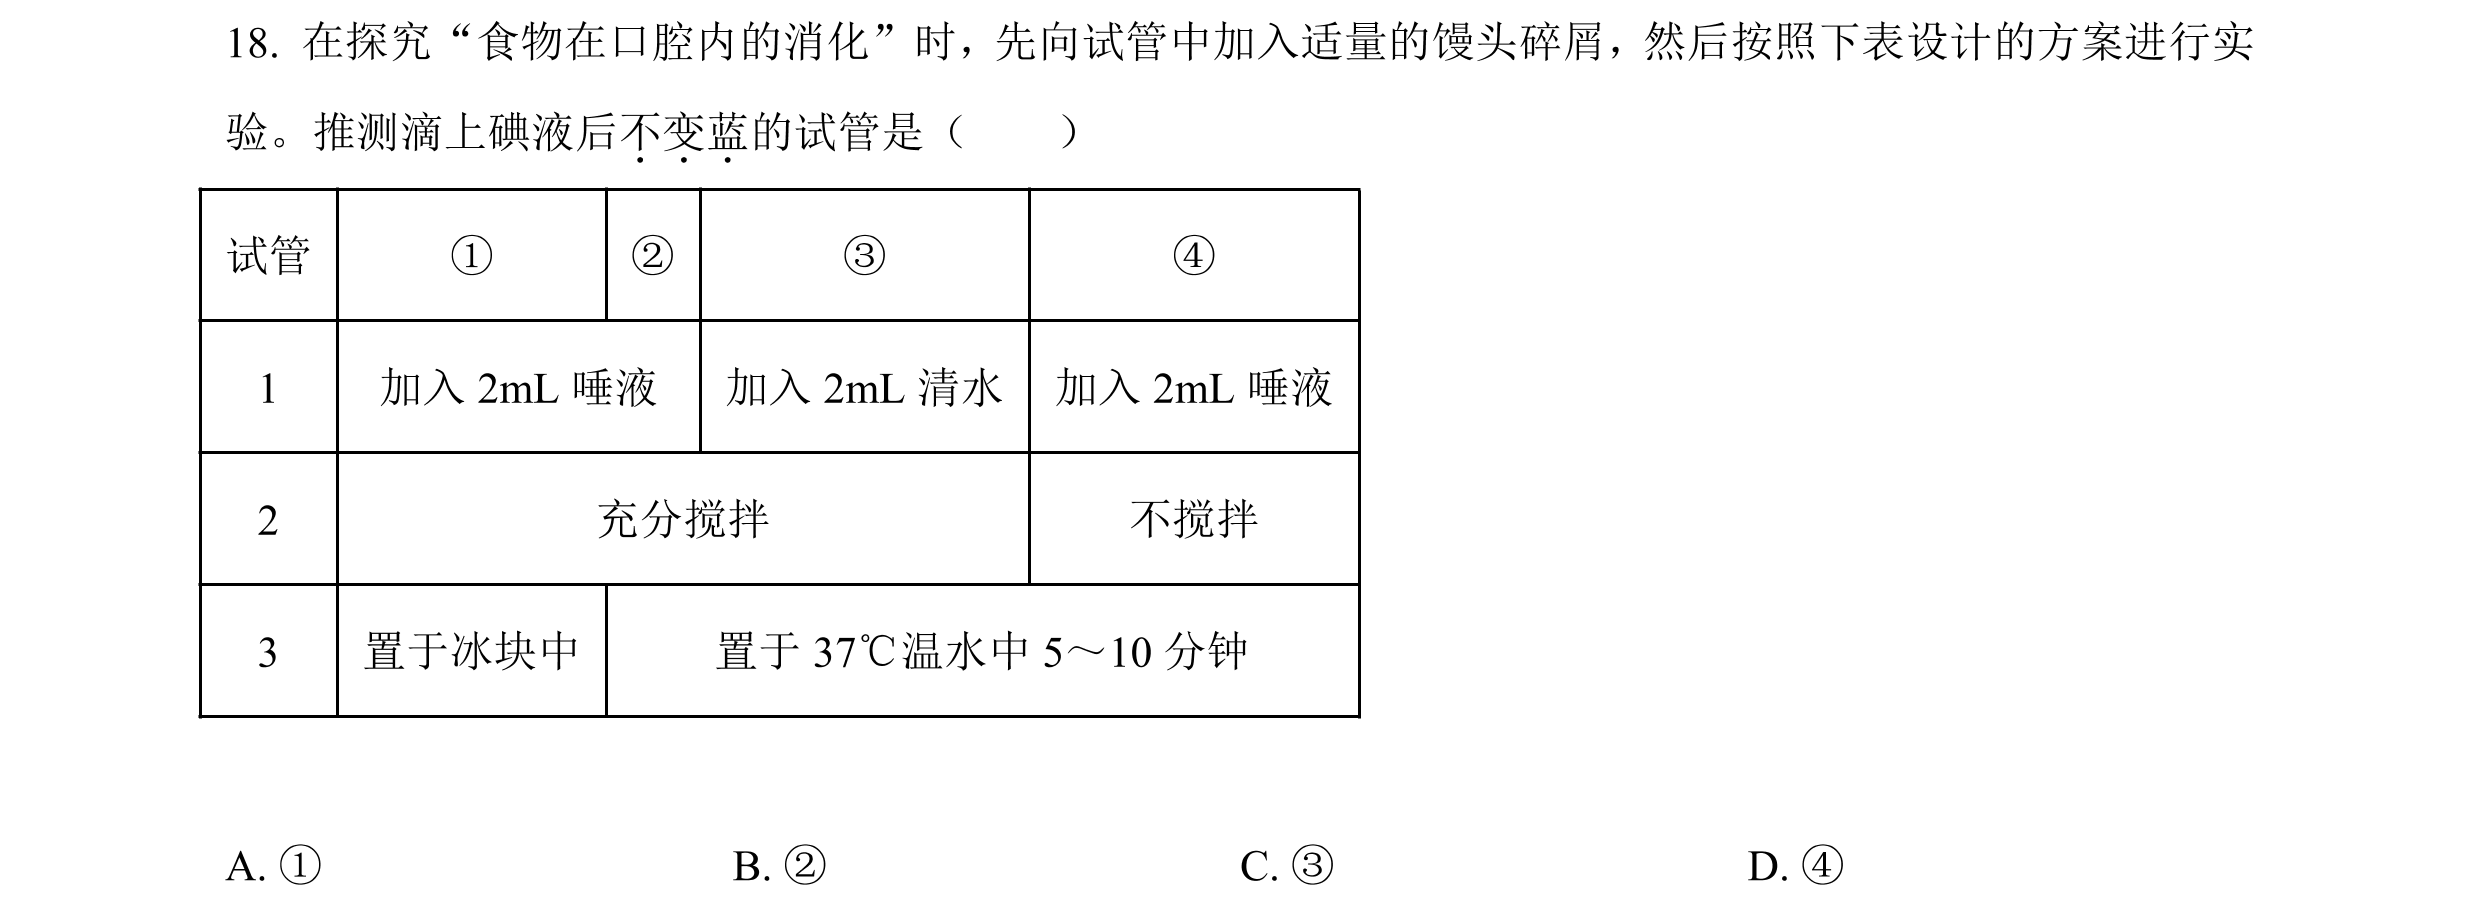 18. 在探究“食物在口腔内的消化”时，先向试管中加入适量的馒头碎屑，然后按照下表设计的方案进行实
验。推测滴上碘液后不变蓝的试管是（　　）
试管 ① ② ③ ④
1 加入 2mL 唾液 加入 2mL 清水 加入 2mL 唾液
2 充分搅拌 不搅拌
3 置于冰块中 置于 37℃温水中 5～10 分钟
A. ① B. ② C. ③ D. ④